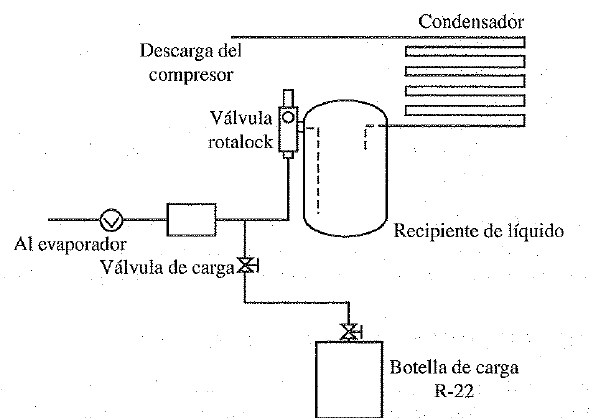 Condensador
Descarga del
compresor
Válvula
rotalock
Recipiente de líquido
Al evaporador
Válvula de carga
Botella de carga
R-22